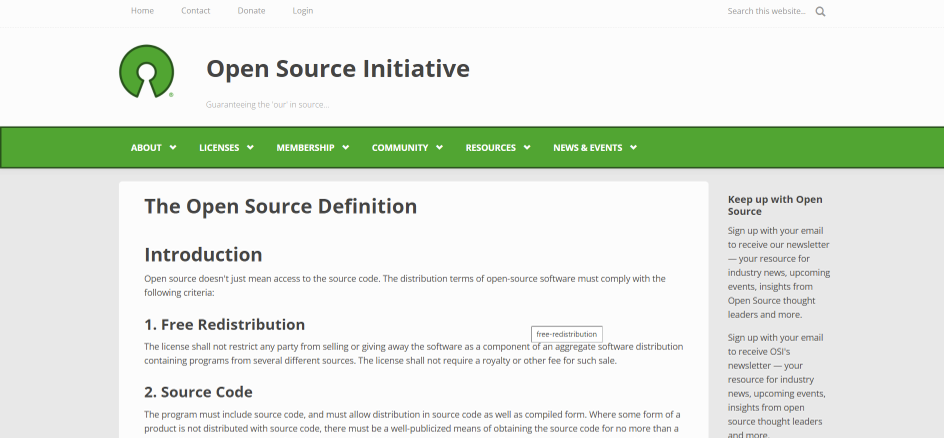 Home Contact Donate Login
Search this website...
Open Source Initiative
®
Guaranteeing the 'our' in source...
ABOUT LICENSES MEMBERSHIP COMMUNITY RESOURCES NEWS & EVENTS
The Open Source Definition
Introduction
Open source doesn't just mean access to the source code. The distribution terms of open-source software must comply with the
following criteria:
1. Free Redistribution
free-redistribution
The license shall not restrict any party from selling or giving away the software as a component of an aggregate software distribution
containing programs from several different sources. The license shall not require a royalty or other fee for such sale.
2. Source Code
The program must include source code, and must allow distribution in source code as well as compiled form. Where some form of a
product is not distributed with source code, there must be a well-publicized means of obtaining the source code for no more than a
Keep up with Open
Source
Sign up with your email
to receive our newsletter
— your resource for
industry news, upcoming
events, insights from
Open Source thought
leaders and more.
Sign up with your email
to receive OSI's
newsletter — your
resource for industry
news, upcoming events,
insights from open
source thought leaders
and more.